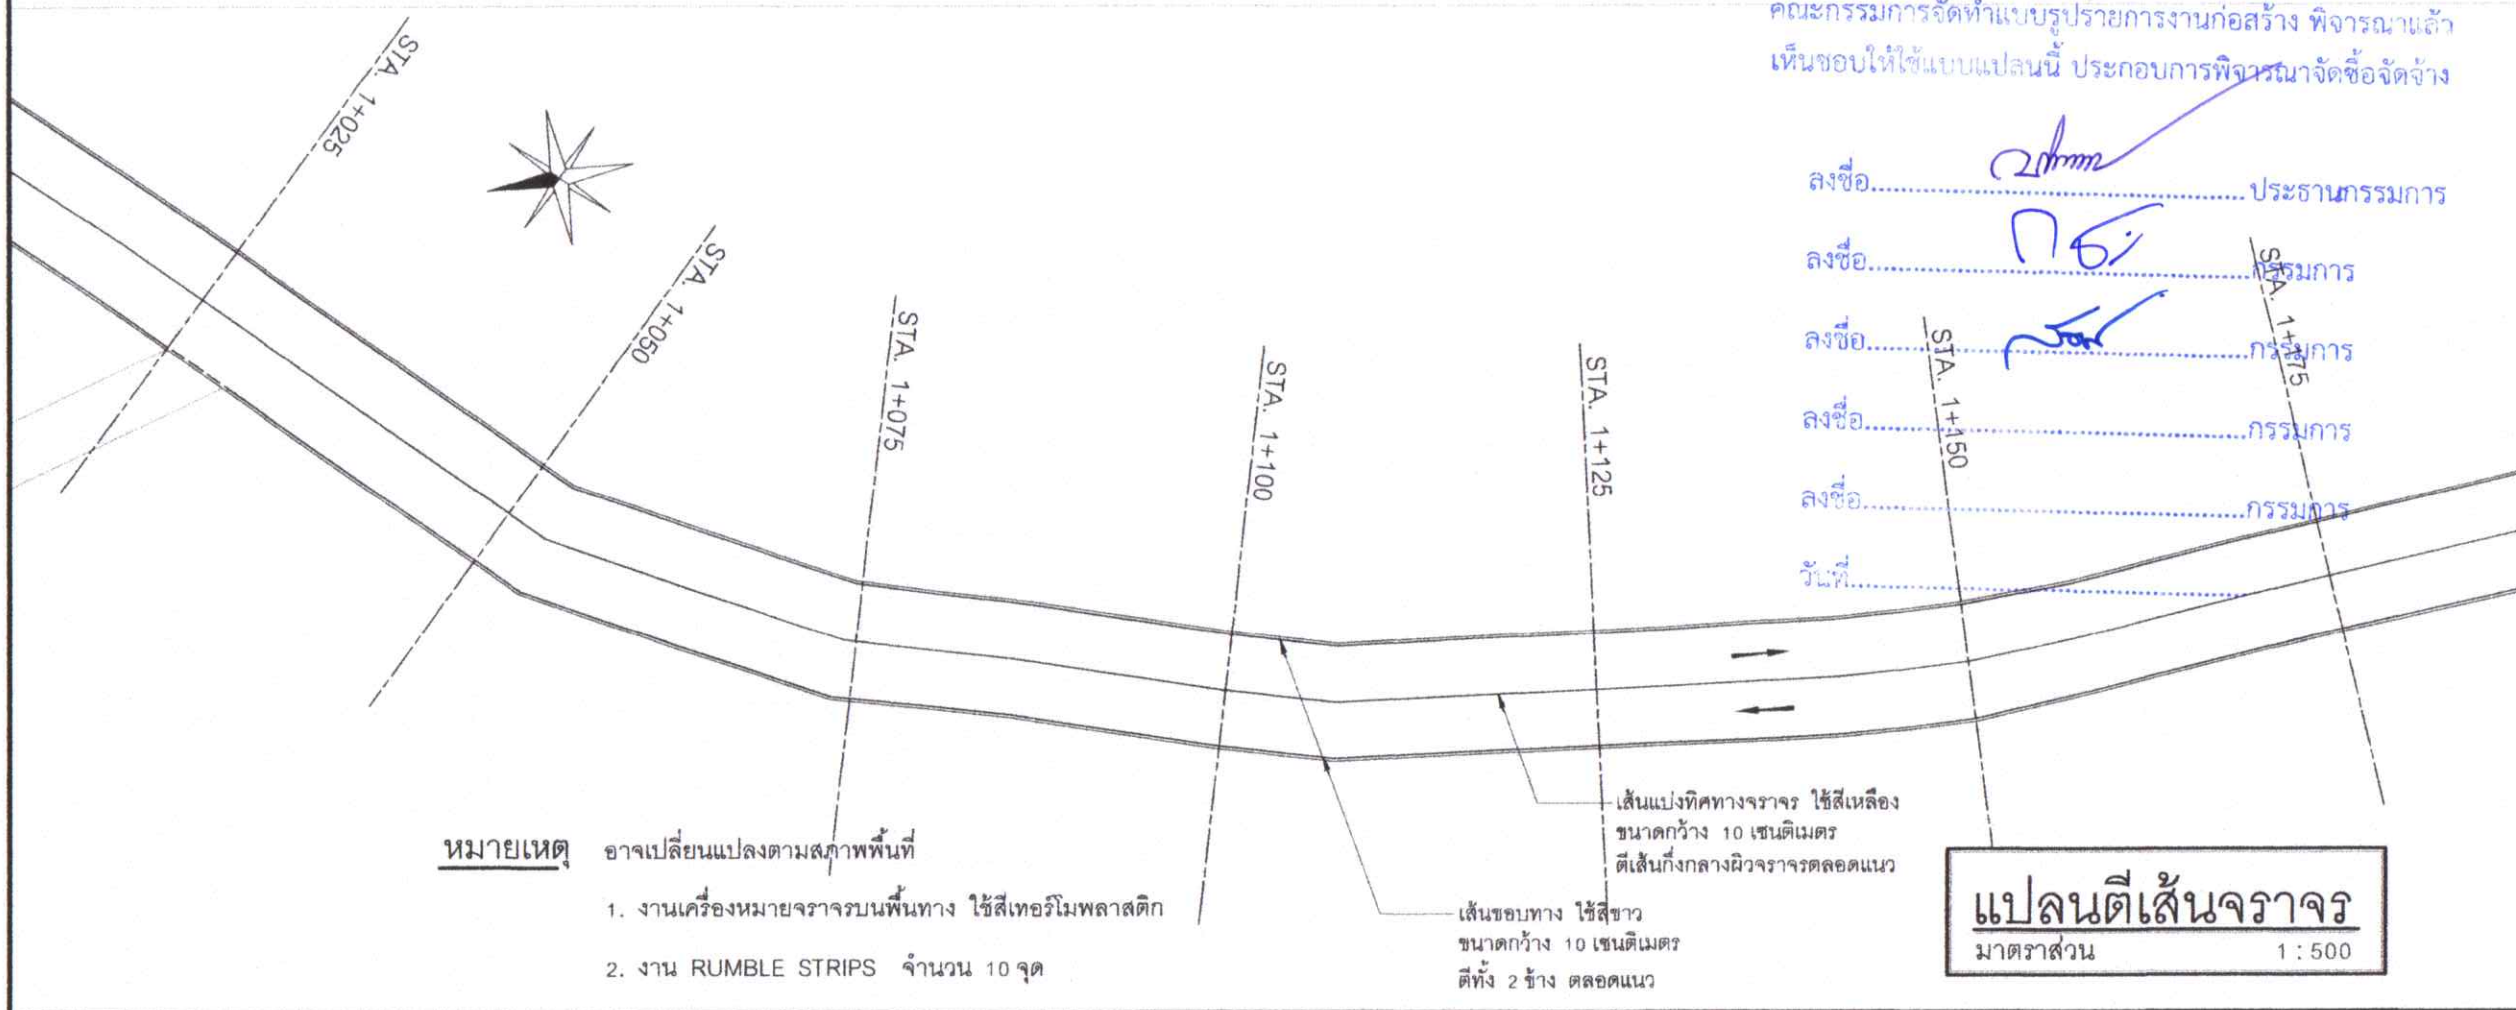 คณะกรรมการจัดทำแบบรูปรายการงานก่อสร้าง พิจารณาแล้ว
เห็นชอบให้ใช้แบบแปลนนี้ ประกอบการพิจารณาจัดซื้อจัดจ้าง
ลงชื่อ..........ประธานกรรมการ
ลงชื่อ..........กรรมการ
ลงชื่อ..........กรรมการ
ลงชื่อ..........กรรมการ
ลงชื่อ..........กรรมการ
วันที่..........
STA. 1+025
STA. 1+050
STA. 1+075
STA. 1+100
STA. 1+125
STA. 1+150
STA. 1+175
เส้นแบ่งทิศทางจราจร ใช้สีเหลือง
ขนาดกว้าง 10 เซนติเมตร
ตีเส้นกึ่งกลางผิวจราจรตลอดแนว
เส้นขอบทาง ใช้สีขาว
ขนาดกว้าง 10 เซนติเมตร
ตีทั้ง 2 ข้าง ตลอดแนว
หมายเหตุ อาจเปลี่ยนแปลงตามสภาพพื้นที่
1. งานเครื่องหมายจราจรบนพื้นทาง ใช้สีเทอร์โมพลาสติก
2. งาน RUMBLE STRIPS จำนวน 10 จุด
แปลนตีเส้นจราจร
มาตราส่วน 1 : 500